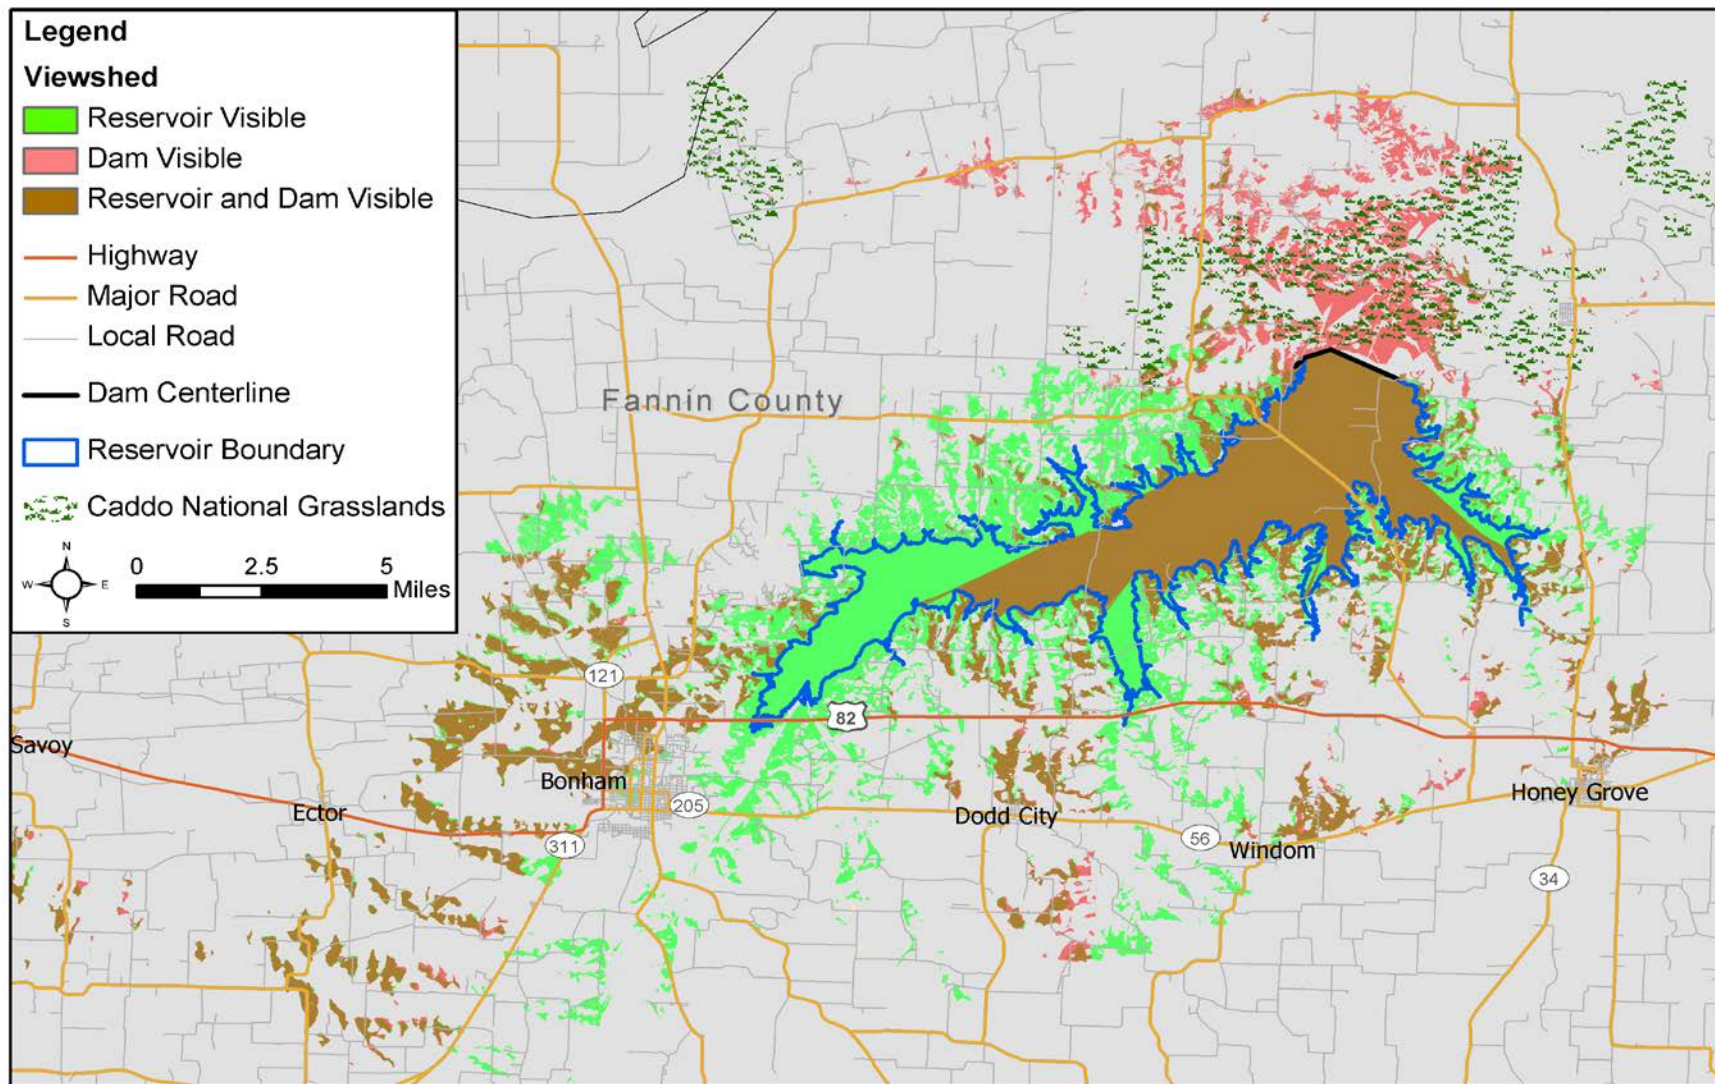 Legend
Viewshed
Reservoir Visible
Dam Visible
Reservoir and Dam Visible
Highway
Major Road
Local Road
Dam Centerline
Reservoir Boundary
Caddo National Grasslands
N
W E
S
0 2.5 5
Miles
Fannin County
121
82
Savoy
Bonham
Ector
205
Dodd City
Honey Grove
311
56
Windom
34